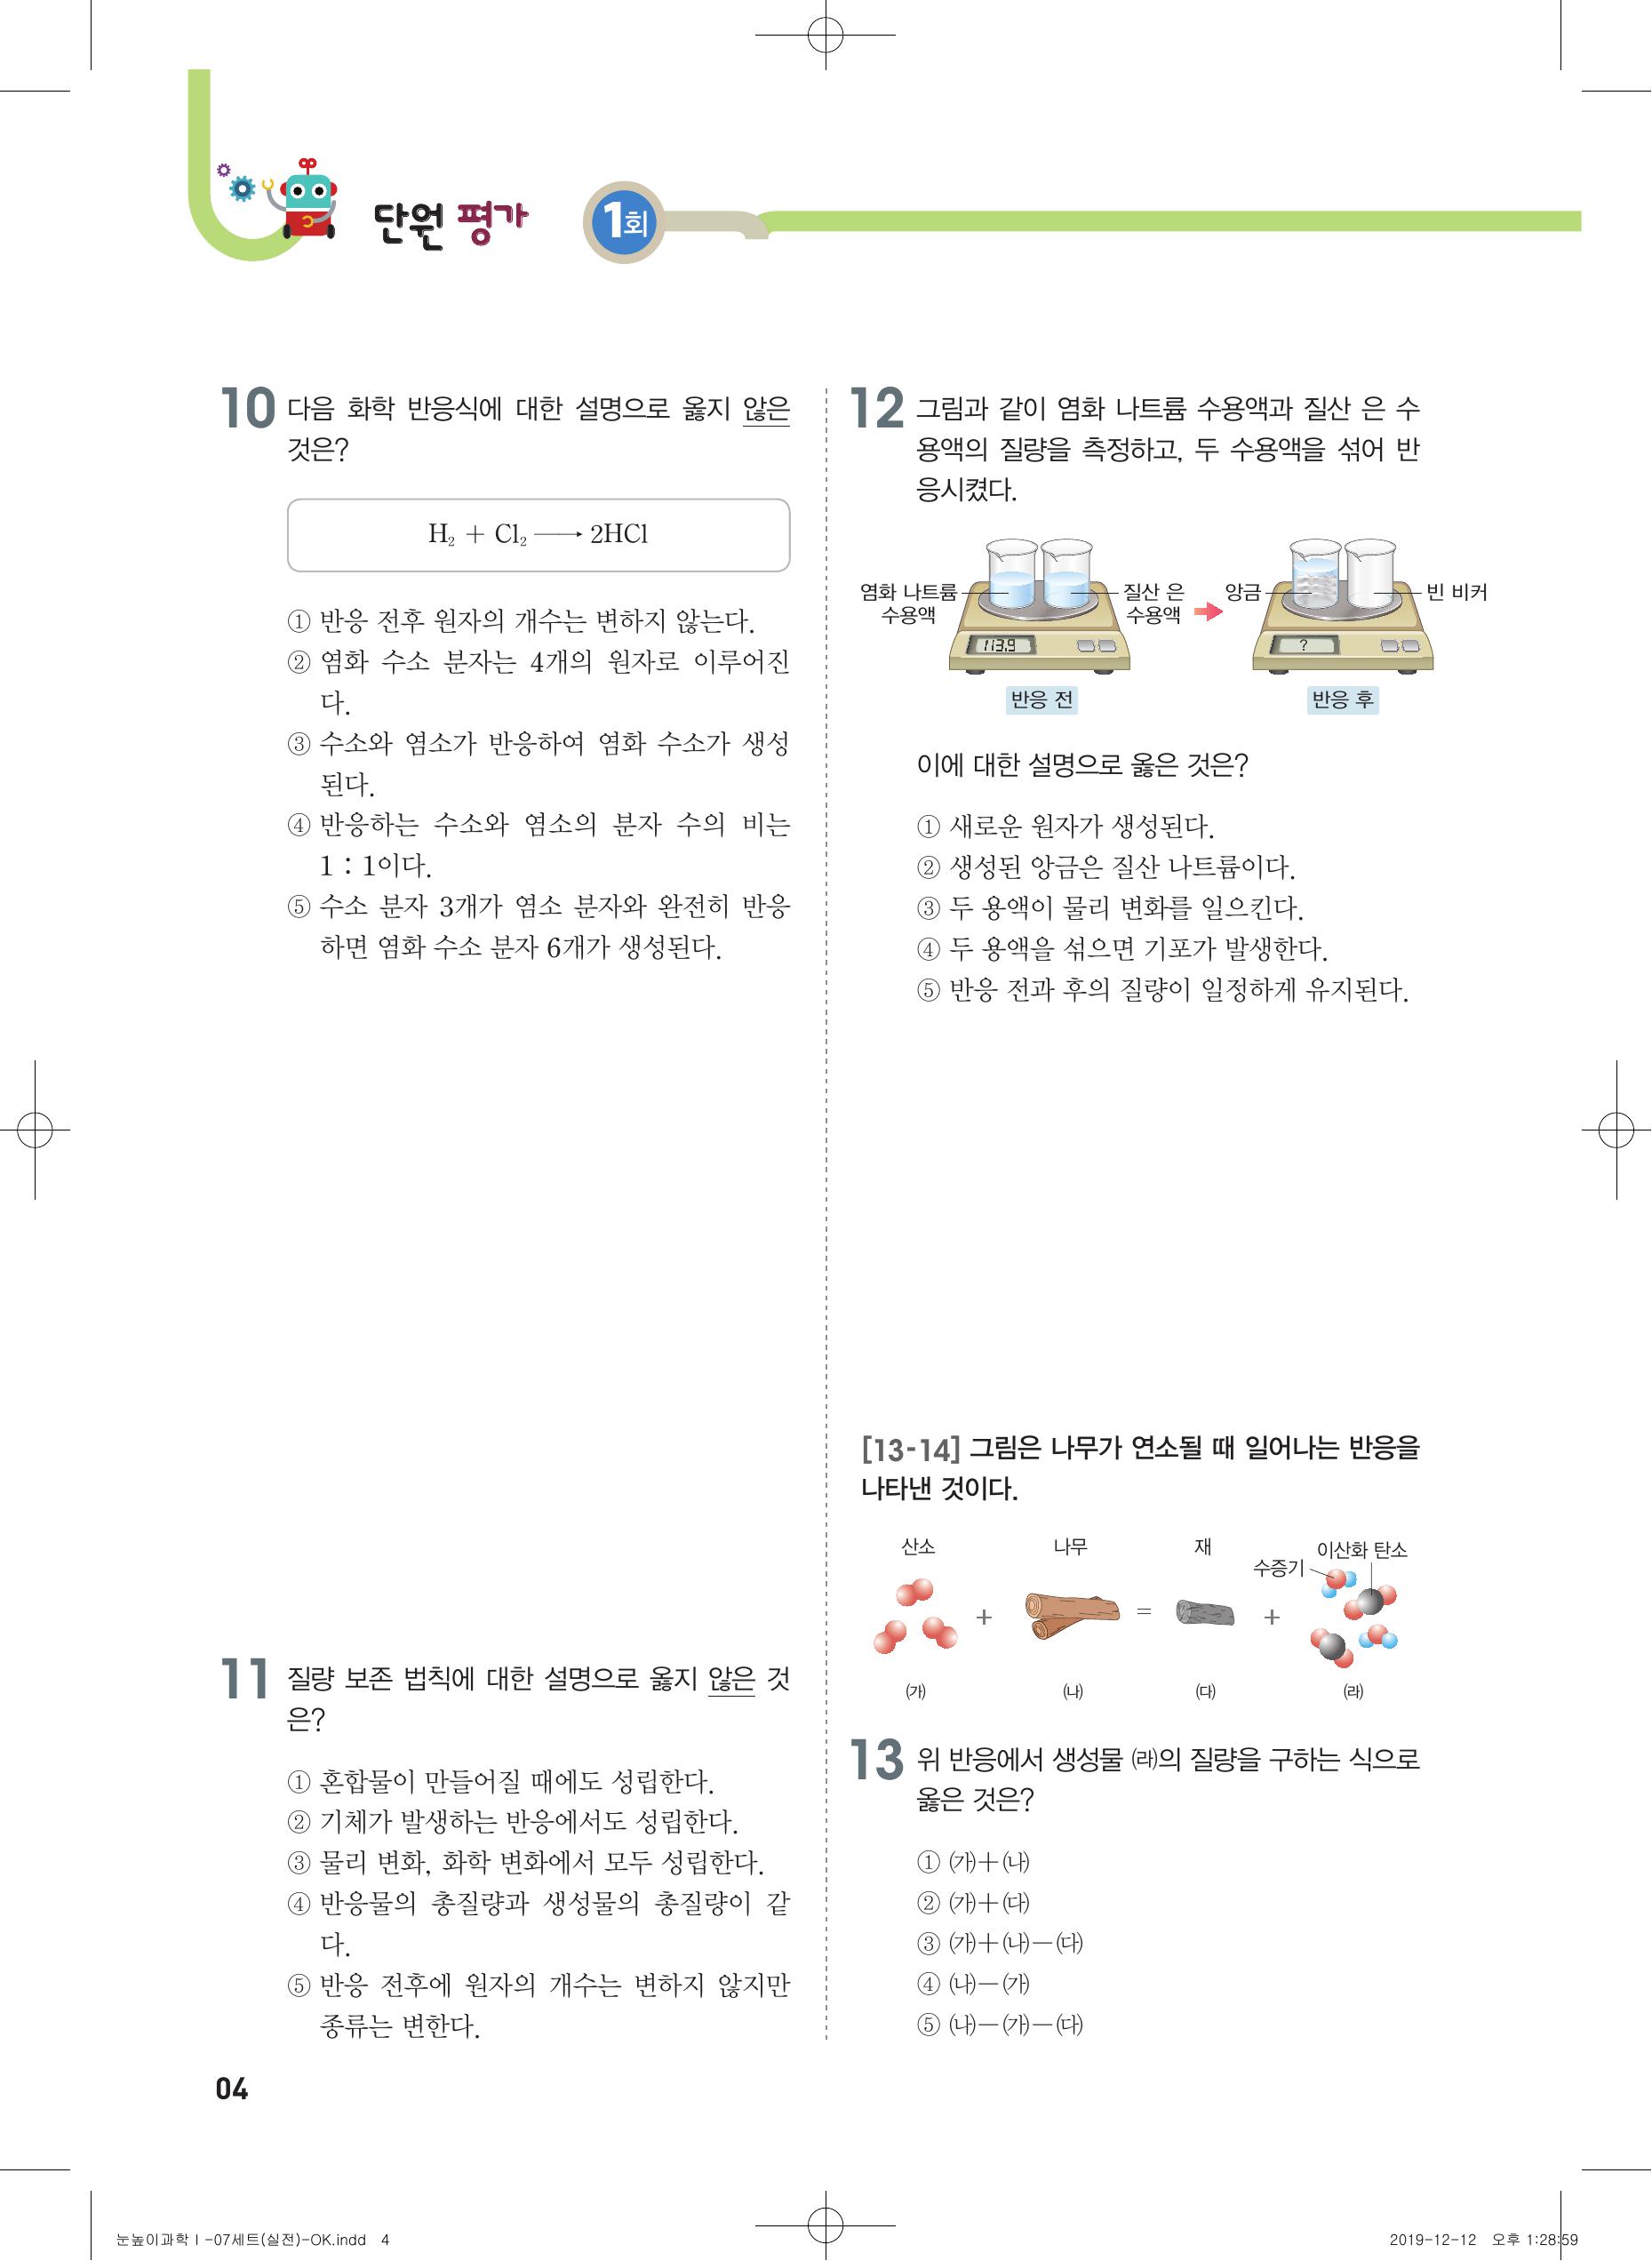 단원 평가 1회
10 다음 화학 반응식에 대한 설명으로 옳지 않은
것은?
H₂ + Cl₂ ⟶ 2HCl
① 반응 전후 원자의 개수는 변하지 않는다.
② 염화 수소 분자는 4개의 원자로 이루어진
다.
③ 수소와 염소가 반응하여 염화 수소가 생성
된다.
④ 반응하는 수소와 염소의 분자 수의 비는
1 : 1이다.
⑤ 수소 분자 3개가 염소 분자와 완전히 반응
하면 염화 수소 분자 6개가 생성된다.
11 질량 보존 법칙에 대한 설명으로 옳지 않은 것
은?
① 혼합물이 만들어질 때에도 성립한다.
② 기체가 발생하는 반응에서도 성립한다.
③ 물리 변화, 화학 변화에서 모두 성립한다.
④ 반응물의 총질량과 생성물의 총질량이 같
다.
⑤ 반응 전후에 원자의 개수는 변하지 않지만
종류는 변한다.
12 그림과 같이 염화 나트륨 수용액과 질산 은 수
용액의 질량을 측정하고, 두 수용액을 섞어 반
응시켰다.
염화 나트륨
수용액
질산 은
수용액
113.9
반응 전
앙금
빈 비커
?
반응 후
이에 대한 설명으로 옳은 것은?
① 새로운 원자가 생성된다.
② 생성된 앙금은 질산 나트륨이다.
③ 두 용액이 물리 변화를 일으킨다.
④ 두 용액을 섞으면 기포가 발생한다.
⑤ 반응 전과 후의 질량이 일정하게 유지된다.
[13-14] 그림은 나무가 연소될 때 일어나는 반응을
나타낸 것이다.
산소 나무 재 수증기 이산화 탄소
+ = +
㈎ ㈏ ㈐ ㈑
13 위 반응에서 생성물 ㈑의 질량을 구하는 식으로
옳은 것은?
① ㈎+㈏
② ㈎+㈐
③ ㈎+㈏-㈐
④ ㈏-㈎
⑤ ㈏-㈎-㈐
04
눈높이과학Ⅰ-07세트(실전)-OK.indd 4
2019-12-12 오후 1:28:59